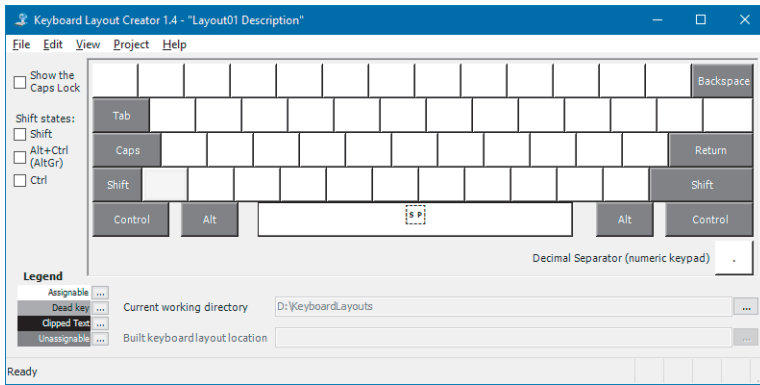 Keyboard Layout Creator 1.4 - "Layout01 Description"
File Edit View Project Help
Show the
Caps Lock
Backspace
Tab
Shift states:
Shift
Alt+Ctrl
(AltGr)
Ctrl
Caps
Return
Shift
Shift
Control
Alt
S P
Alt
Control
Decimal Separator (numeric keypad)
.
Legend
Assignable ...
Dead key ...
Clipped Text ...
Unassignable ...
Current working directory
D:\KeyboardLayouts
...
Built keyboard layout location
...
Ready